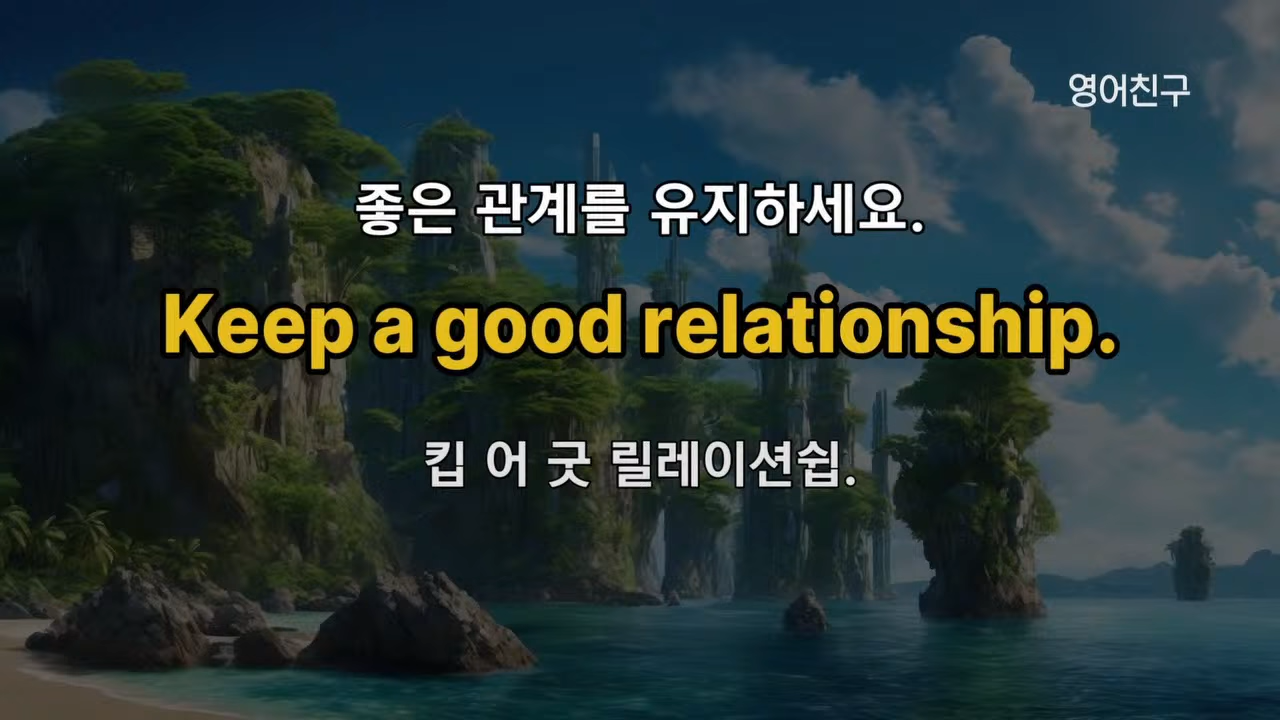 영어친구
좋은 관계를 유지하세요.
Keep a good relationship.
킵 어 굿 릴레이션쉽.